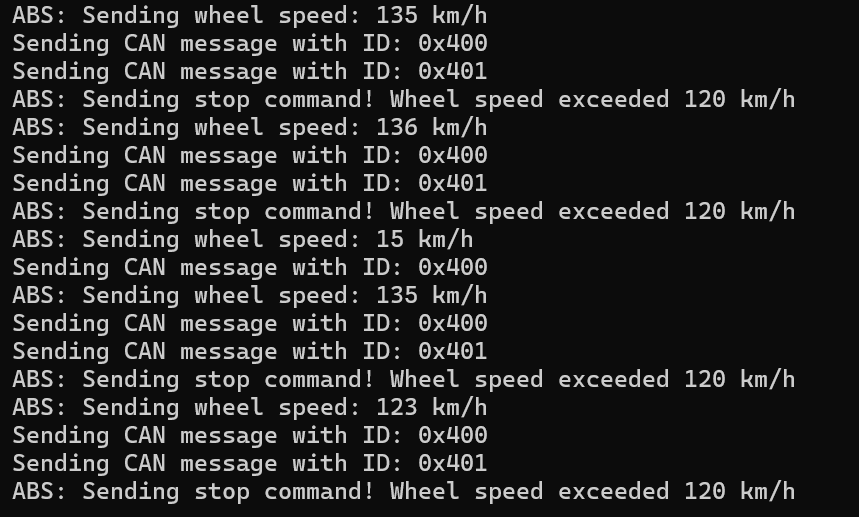 ABS: Sending wheel speed: 135 km/h
Sending CAN message with ID: 0x400
Sending CAN message with ID: 0x401
ABS: Sending stop command! Wheel speed exceeded 120 km/h
ABS: Sending wheel speed: 136 km/h
Sending CAN message with ID: 0x400
Sending CAN message with ID: 0x401
ABS: Sending stop command! Wheel speed exceeded 120 km/h
ABS: Sending wheel speed: 15 km/h
Sending CAN message with ID: 0x400
ABS: Sending wheel speed: 135 km/h
Sending CAN message with ID: 0x400
Sending CAN message with ID: 0x401
ABS: Sending stop command! Wheel speed exceeded 120 km/h
ABS: Sending wheel speed: 123 km/h
Sending CAN message with ID: 0x400
Sending CAN message with ID: 0x401
ABS: Sending stop command! Wheel speed exceeded 120 km/h